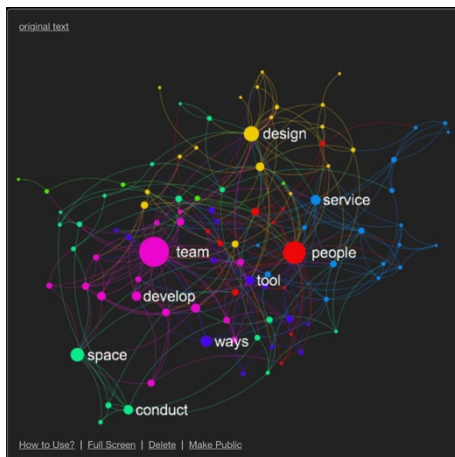 original text
design
service
team
people
tool
develop
ways
space
conduct
How to Use? | Full Screen | Delete | Make Public